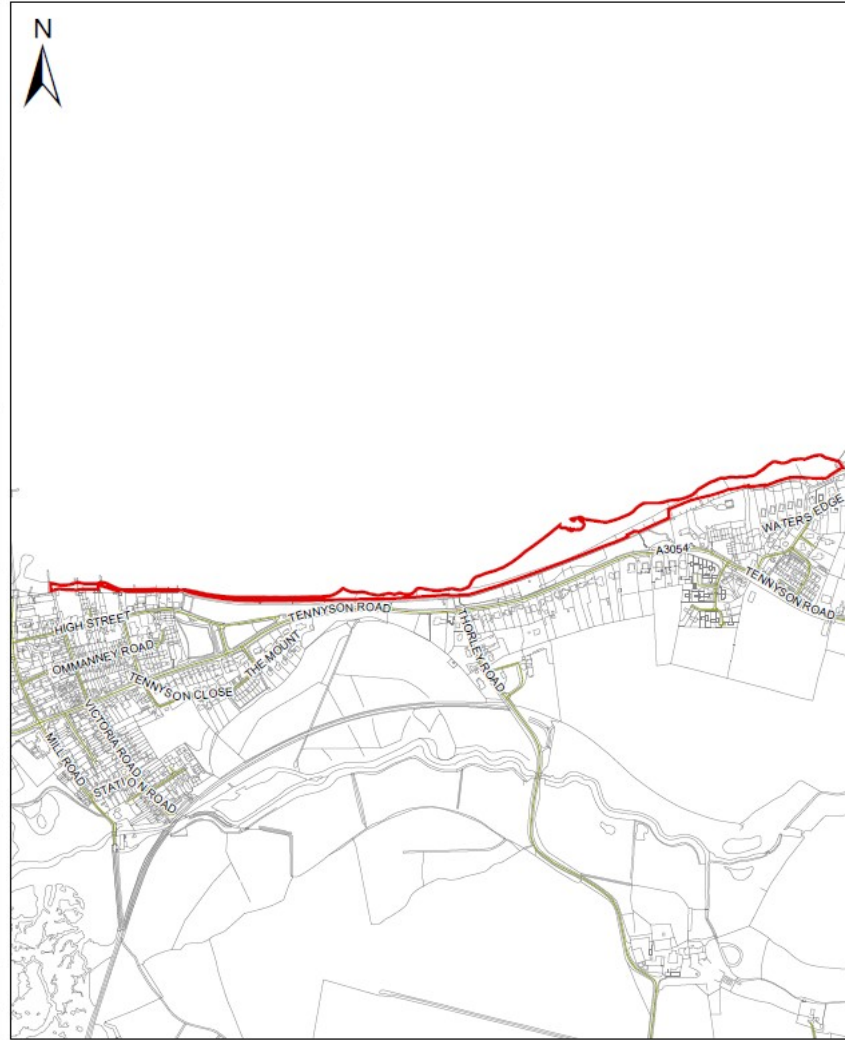 N
WATERS EDGE
A3054
TENNYSON ROAD
TENNYSON ROAD
HIGH STREET
THORLEY ROAD
THE MOUNT
OMMANNEY ROAD
TENNYSON CLOSE
VICTORIA ROAD
MILL ROAD
STATION ROAD